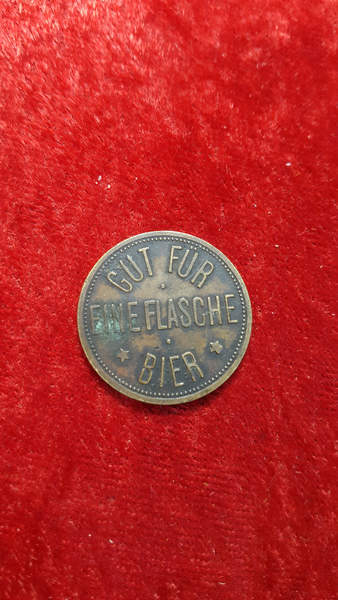 GUT FÜR
EINE FLASCHE
BIER